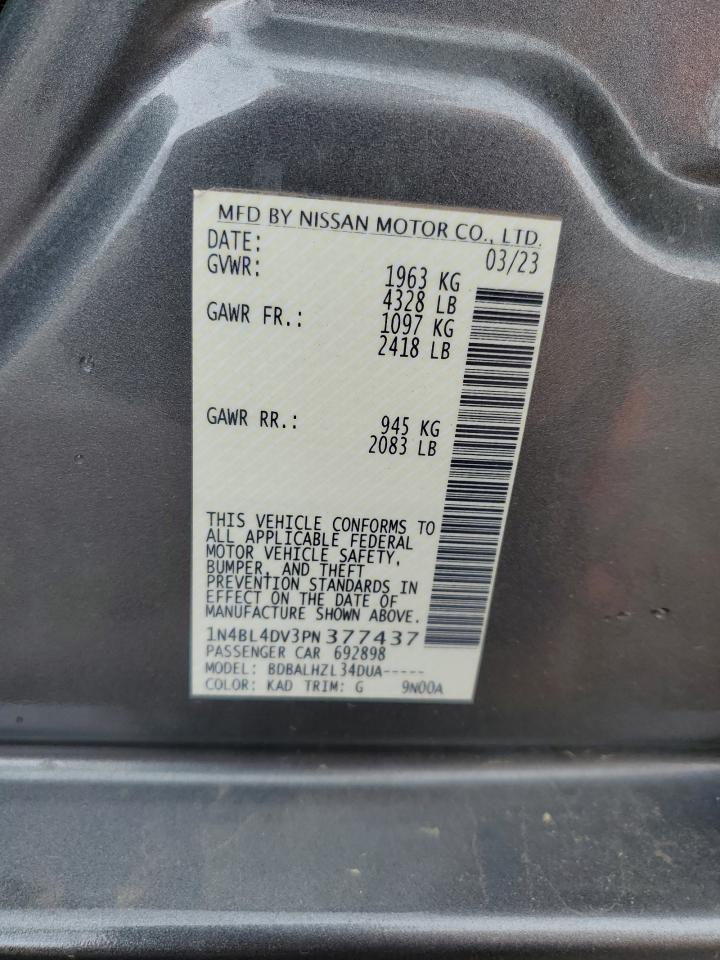 MFD BY NISSAN MOTOR CO., LTD.
DATE: 03/23
GVWR: 1963 KG
4328 LB
GAWR FR.: 1097 KG
2418 LB
GAWR RR.: 945 KG
2083 LB
THIS VEHICLE CONFORMS TO
ALL APPLICABLE FEDERAL
MOTOR VEHICLE SAFETY,
BUMPER, AND THEFT
PREVENTION STANDARDS IN
EFFECT ON THE DATE OF
MANUFACTURE SHOWN ABOVE.
1N4BL4DV3PN377437
PASSENGER CAR 692898
MODEL: BDBALHZL34DUA-----
COLOR: KAD TRIM: G 9N00A